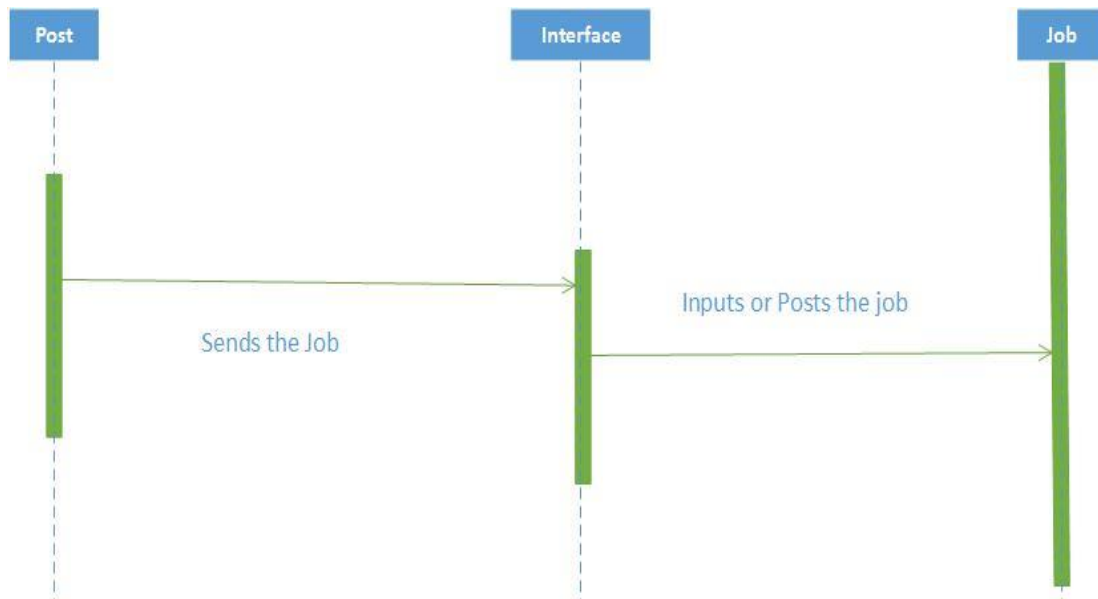 Post
Interface
Job
Inputs or Posts the job
Sends the Job